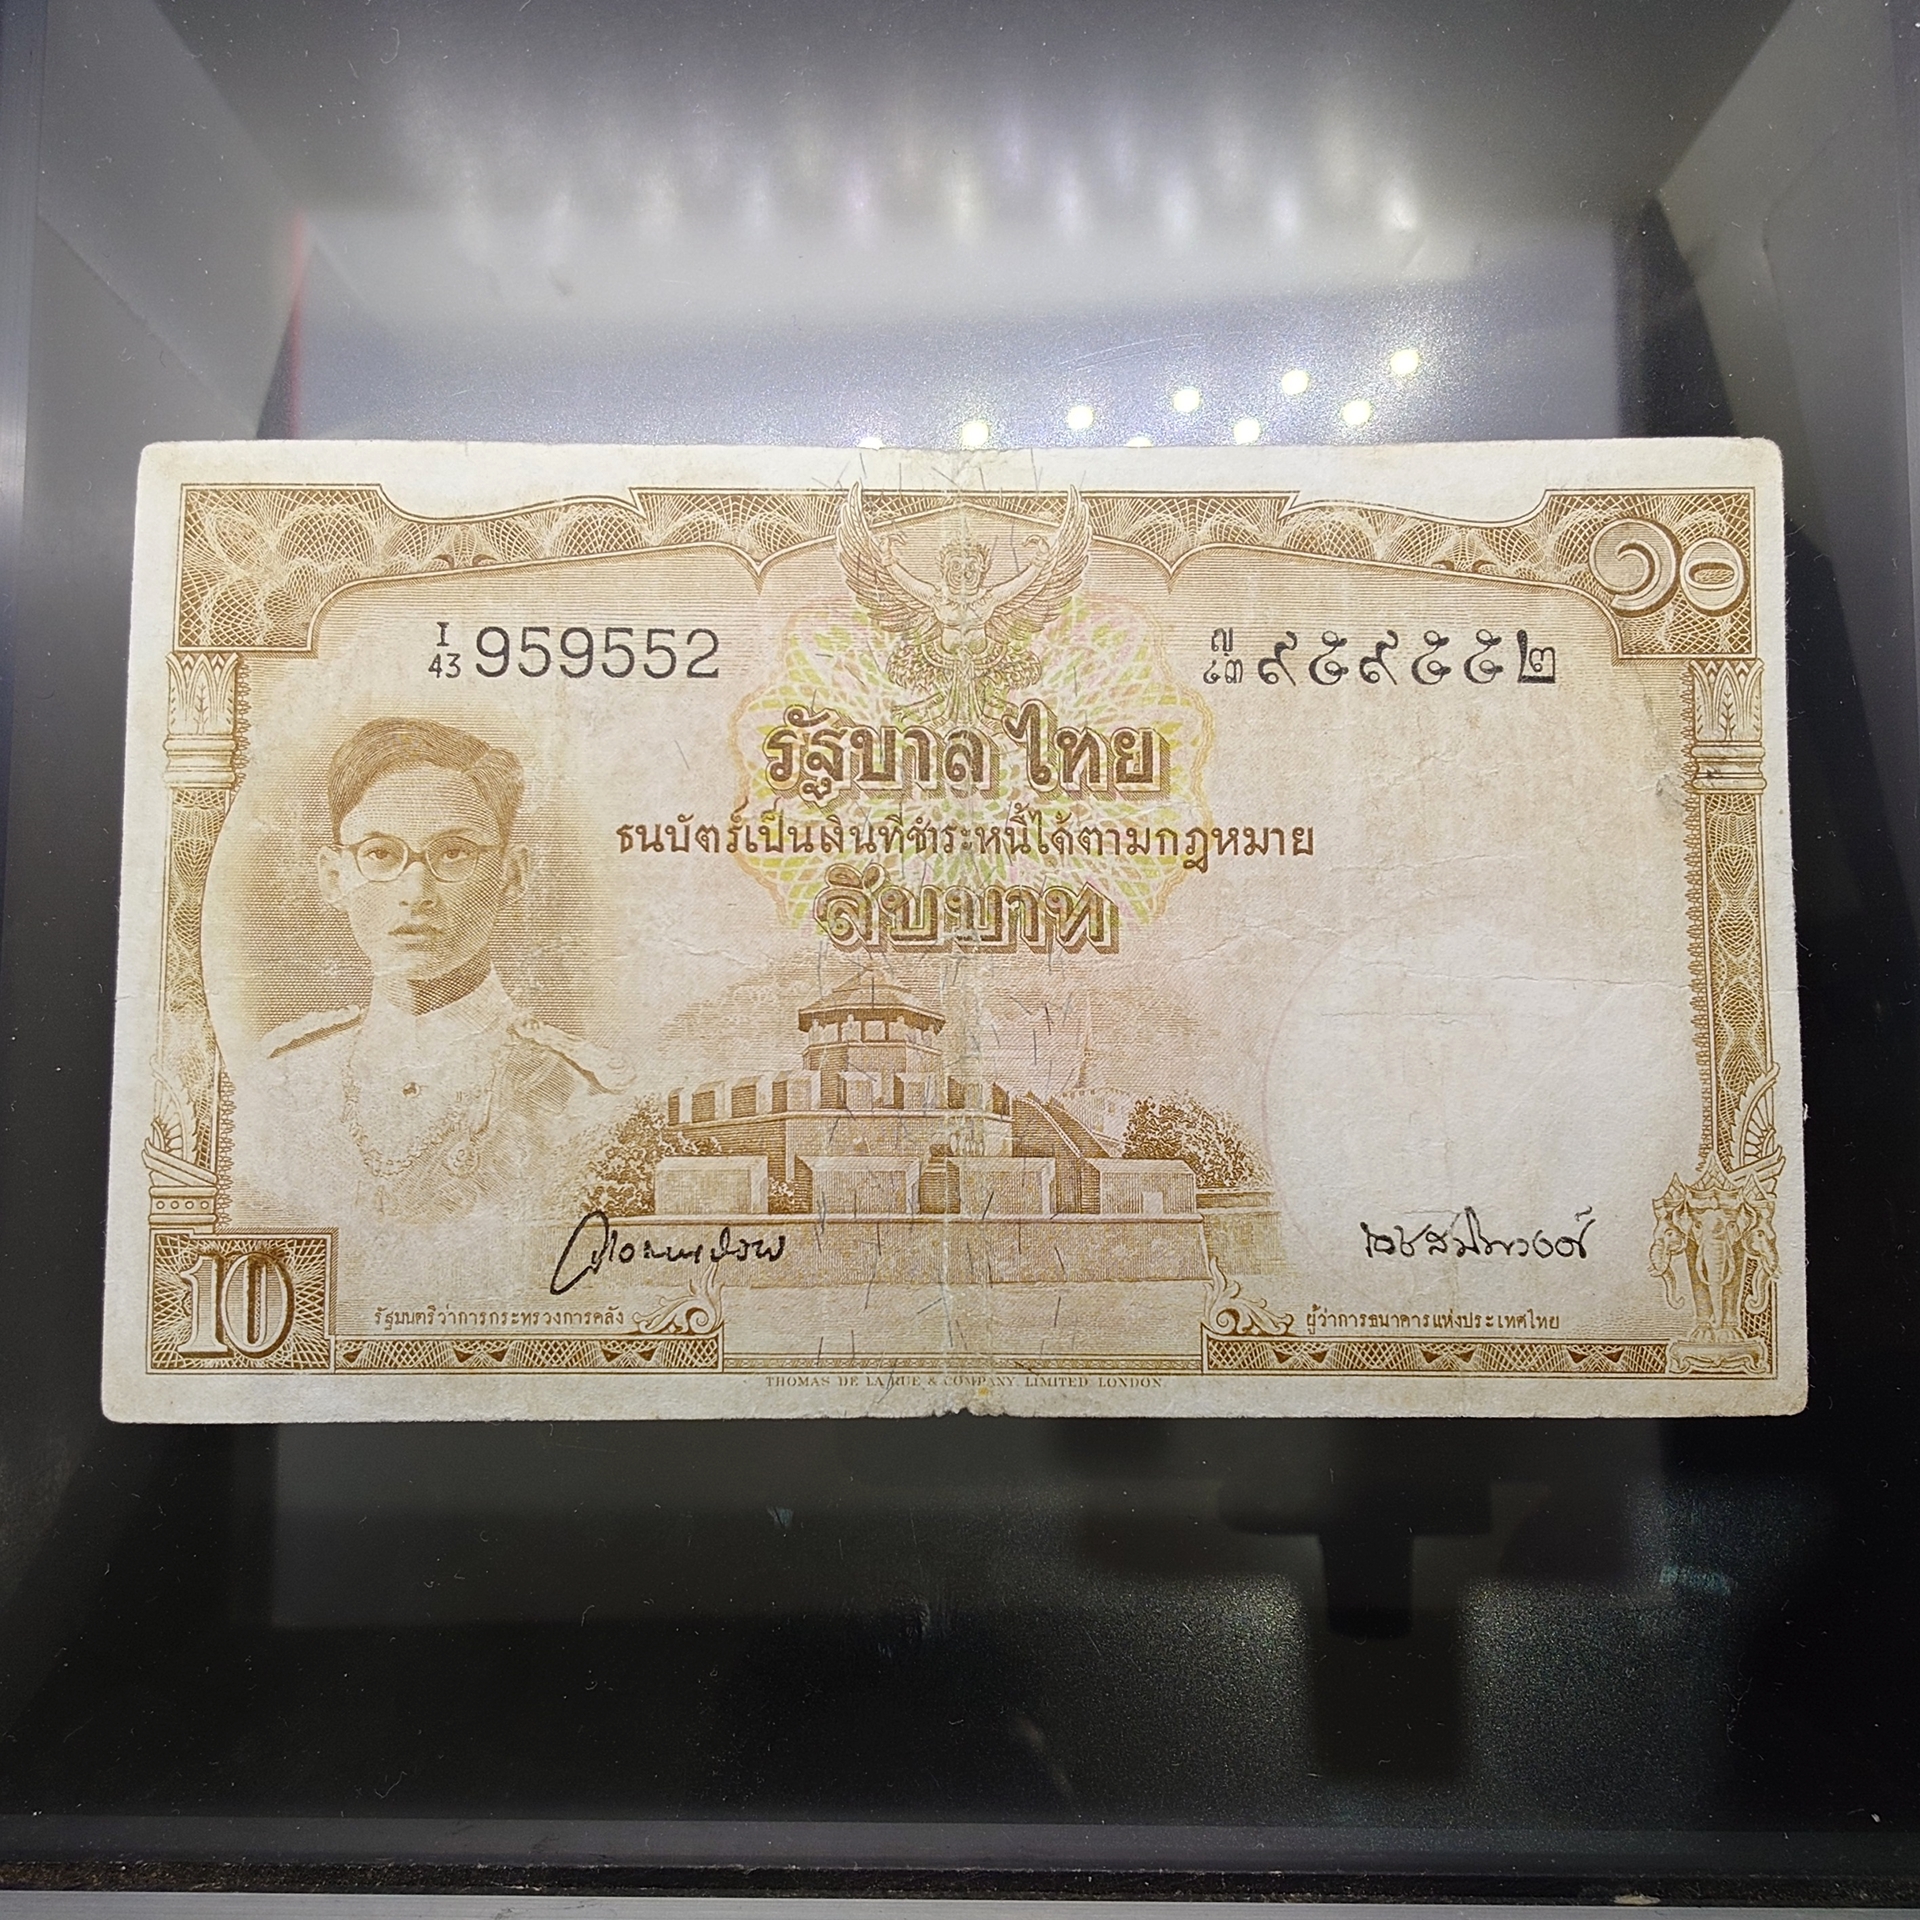 ๑๐
I
43 959552
ฦ
๔๓ ๙๕๙๕๕๒
รัฐบาลไทย
ธนบัตร์เป็นเงินที่ชำระหนี้ได้ตามกฎหมาย
สิบบาท
10
รัฐมนตรีว่าการกระทรวงการคลัง
ผู้ว่าการธนาคารแห่งประเทศไทย
THOMAS DE LA RUE & COMPANY, LIMITED LONDON.